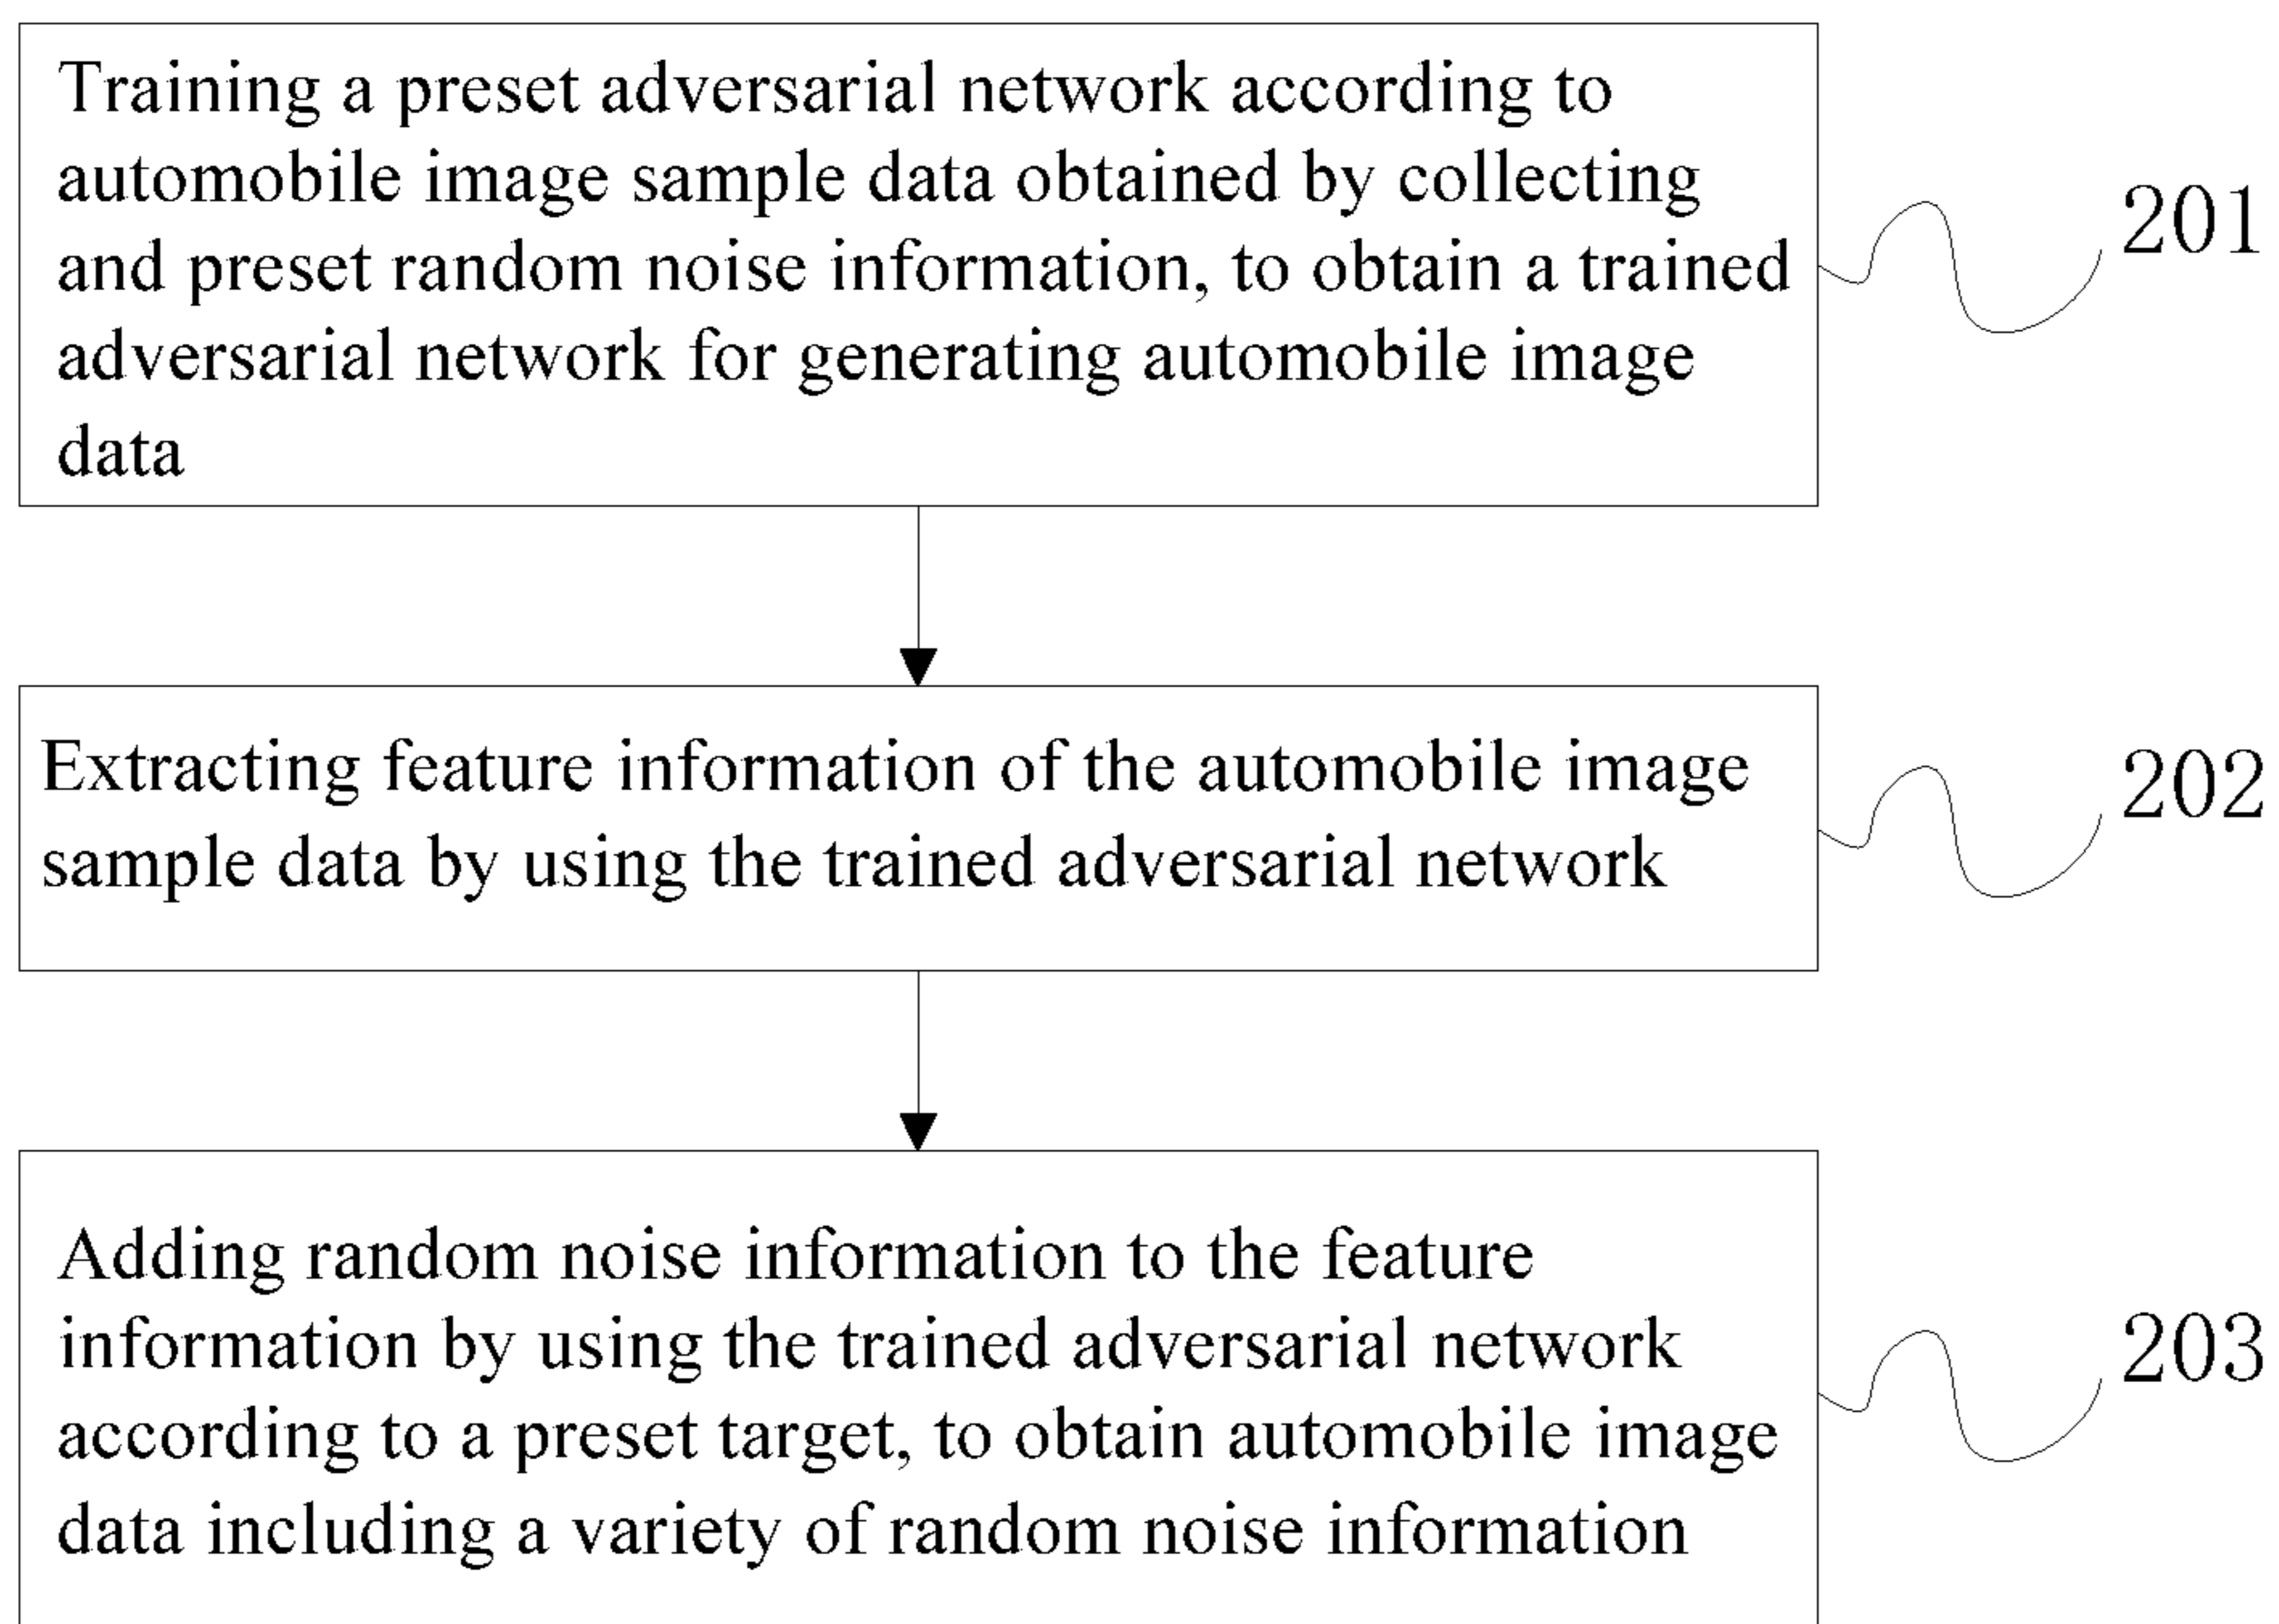 Training a preset adversarial network according to
automobile image sample data obtained by collecting
and preset random noise information, to obtain a trained
adversarial network for generating automobile image
data
201
Extracting feature information of the automobile image
sample data by using the trained adversarial network
202
Adding random noise information to the feature
information by using the trained adversarial network
according to a preset target, to obtain automobile image
data including a variety of random noise information
203